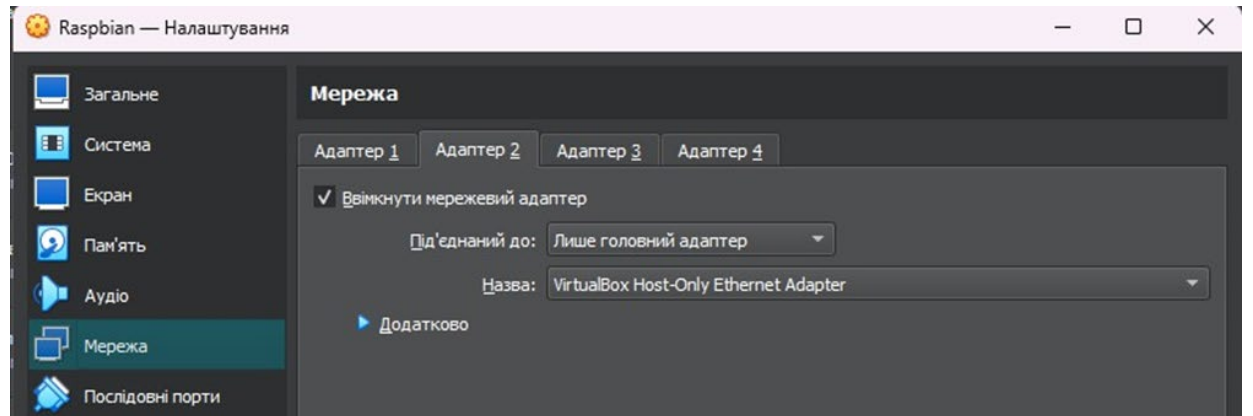 Raspbian — Налаштування
Загальне
Система
Екран
Пам'ять
Аудіо
Мережа
Послідовні порти
Мережа
Адаптер 1 Адаптер 2 Адаптер 3 Адаптер 4
Ввімкнути мережевий адаптер
Під'єднаний до: Лише головний адаптер
Назва: VirtualBox Host-Only Ethernet Adapter
Додатково